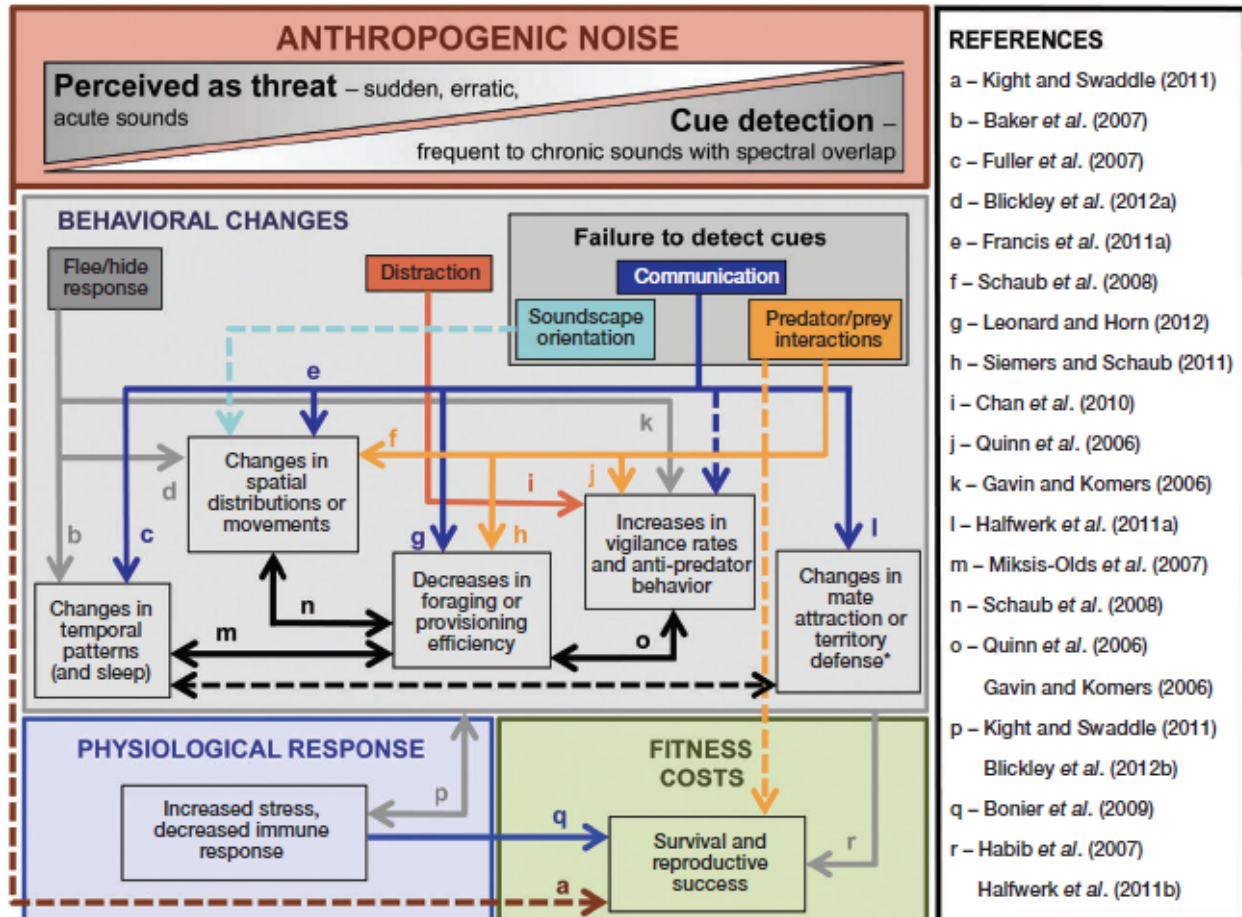 ANTHROPOGENIC NOISE
Perceived as threat – sudden, erratic,
acute sounds
Cue detection –
frequent to chronic sounds with spectral overlap
BEHAVIORAL CHANGES
Flee/hide
response
Distraction
Failure to detect cues
Communication
Soundscape
orientation
Predator/prey
interactions
e
k
f
d
i
j
b
c
g
h
l
Changes in
spatial
distributions or
movements
Increases in
vigilance rates
and anti-predator
behavior
Changes in
temporal
patterns
(and sleep)
Decreases in
foraging or
provisioning
efficiency
Changes in
mate
attraction or
territory
defense*
n
m
o
PHYSIOLOGICAL RESPONSE
Increased stress,
decreased immune
response
p
q
a
FITNESS
COSTS
Survival and
reproductive
success
r
REFERENCES
a – Kight and Swaddle (2011)
b – Baker et al. (2007)
c – Fuller et al. (2007)
d – Blickley et al. (2012a)
e – Francis et al. (2011a)
f – Schaub et al. (2008)
g – Leonard and Horn (2012)
h – Siemers and Schaub (2011)
i – Chan et al. (2010)
j – Quinn et al. (2006)
k – Gavin and Komers (2006)
l – Halfwerk et al. (2011a)
m – Miksis-Olds et al. (2007)
n – Schaub et al. (2008)
o – Quinn et al. (2006)
Gavin and Komers (2006)
p – Kight and Swaddle (2011)
Blickley et al. (2012b)
q – Bonier et al. (2009)
r – Habib et al. (2007)
Halfwerk et al. (2011b)